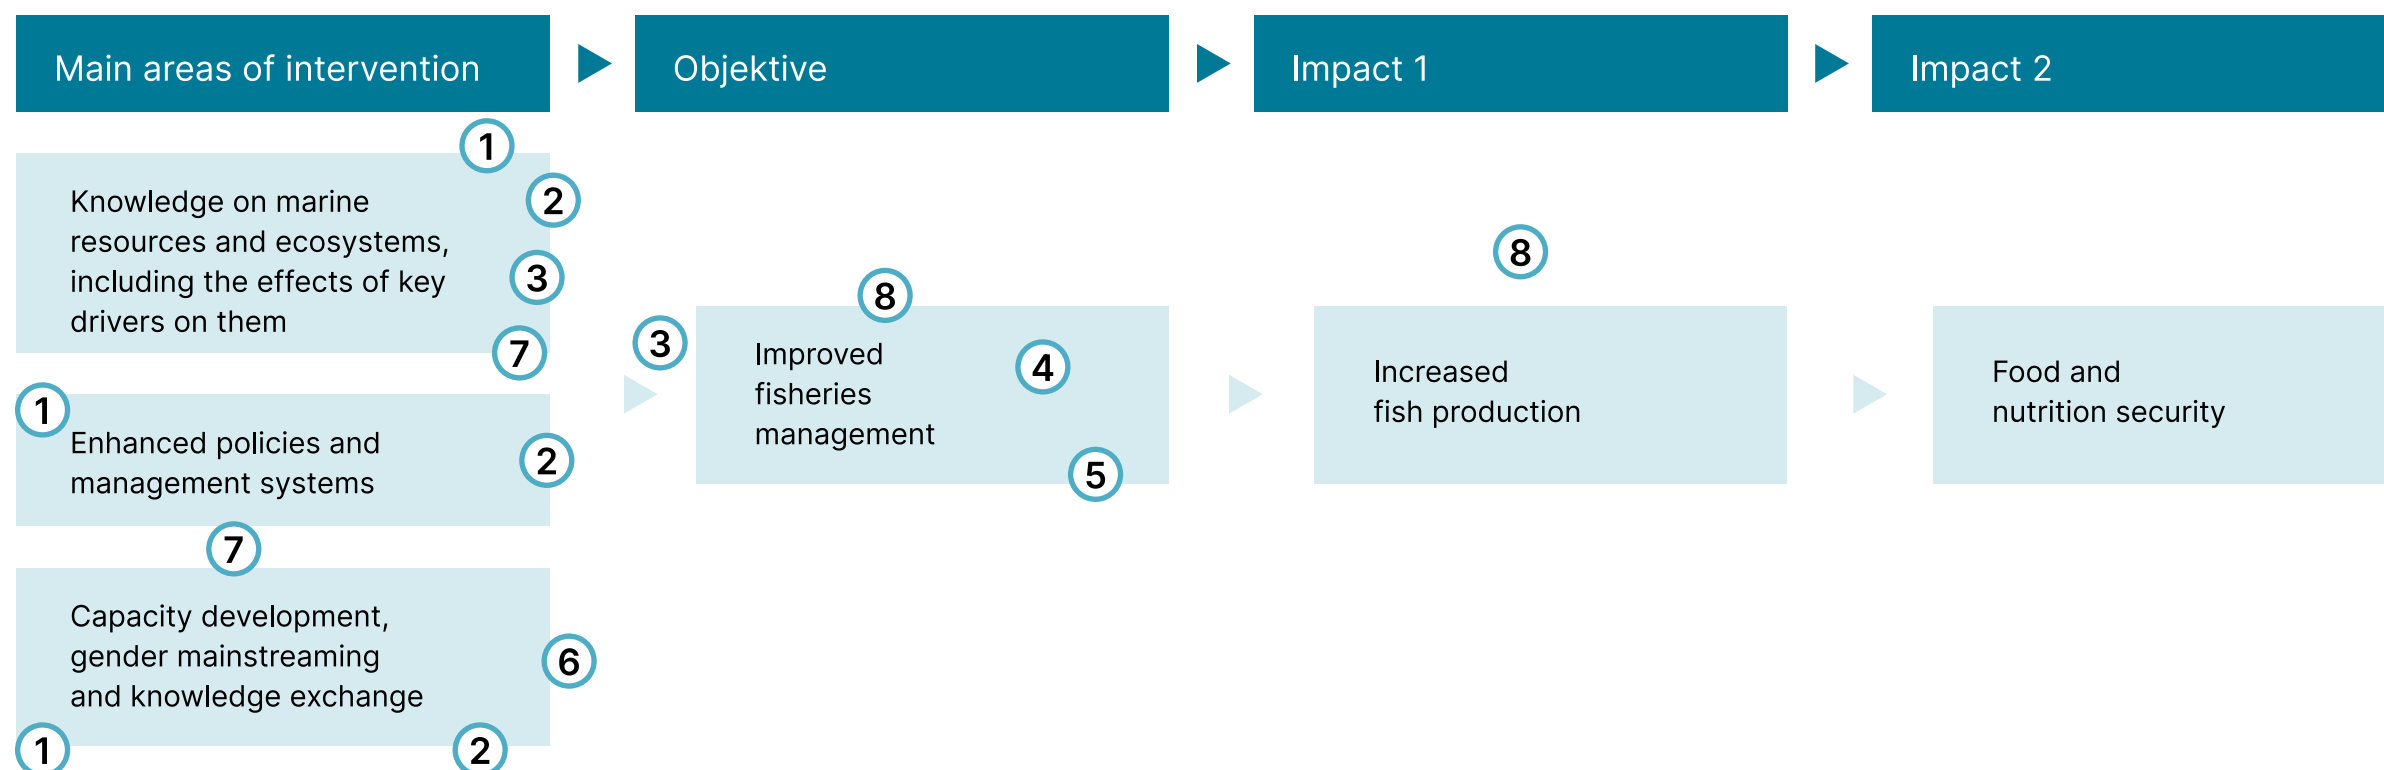 Main areas of intervention
Objektive
Impact 1
Impact 2
1
2
Knowledge on marine
resources and ecosystems,
including the effects of key
drivers on them
3
7
1
Enhanced policies and
management systems
2
7
Capacity development,
gender mainstreaming
and knowledge exchange
6
1
2
3
8
Improved
fisheries
management
4
5
8
Increased
fish production
Food and
nutrition security